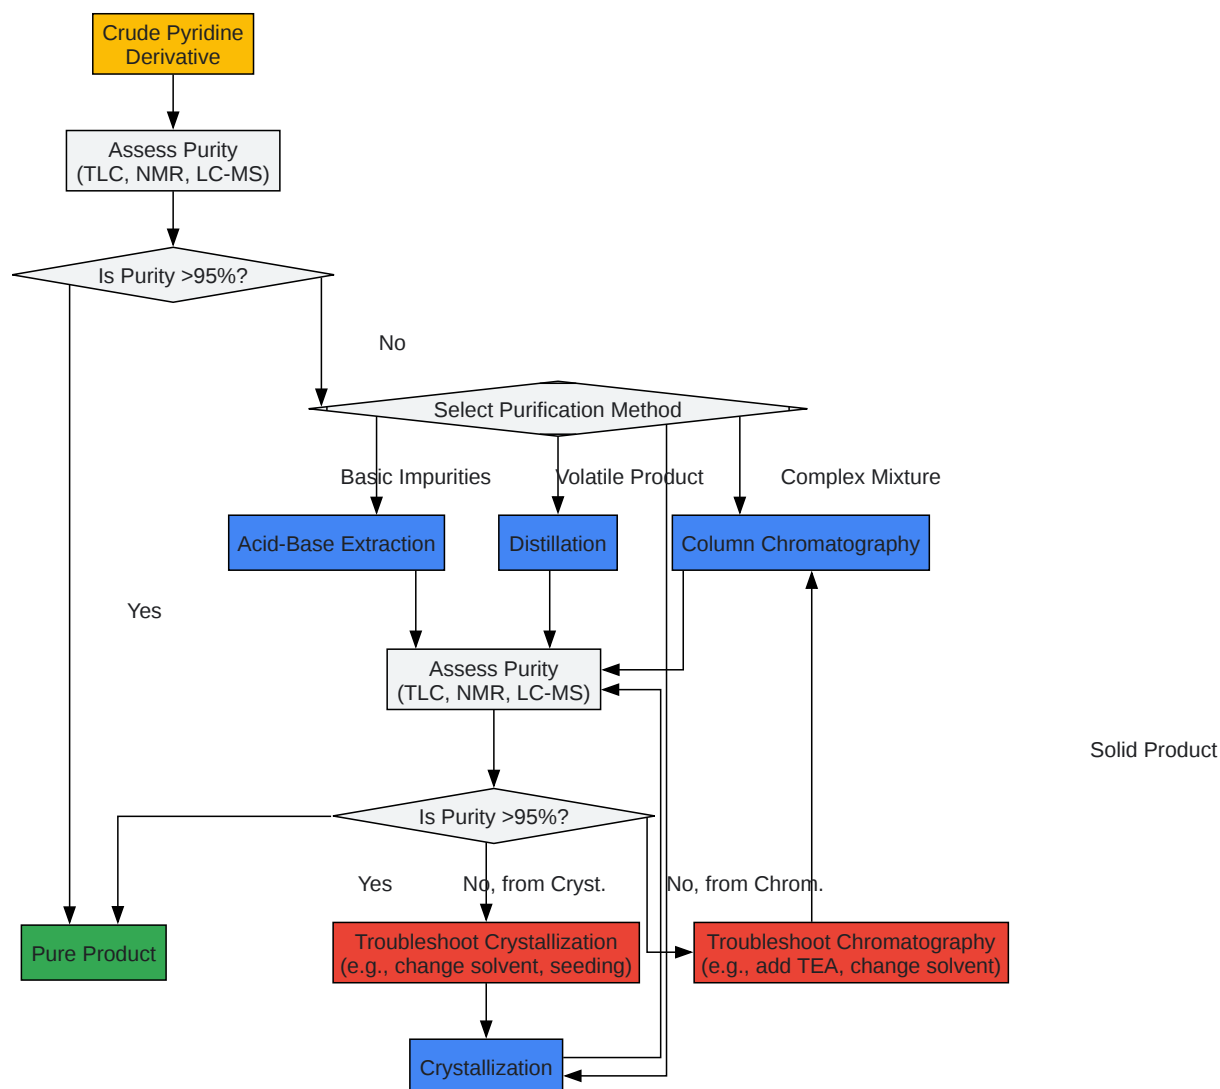 Crude Pyridine
Derivative
Assess Purity
(TLC, NMR, LC-MS)
Is Purity >95%?
No
Select Purification Method
Basic Impurities
Volatile Product
Complex Mixture
Acid-Base Extraction
Distillation
Column Chromatography
Yes
Assess Purity
(TLC, NMR, LC-MS)
Solid Product
Is Purity >95%?
Yes
No, from Cryst.
No, from Chrom.
Pure Product
Troubleshoot Crystallization
(e.g., change solvent, seeding)
Troubleshoot Chromatography
(e.g., add TEA, change solvent)
Crystallization